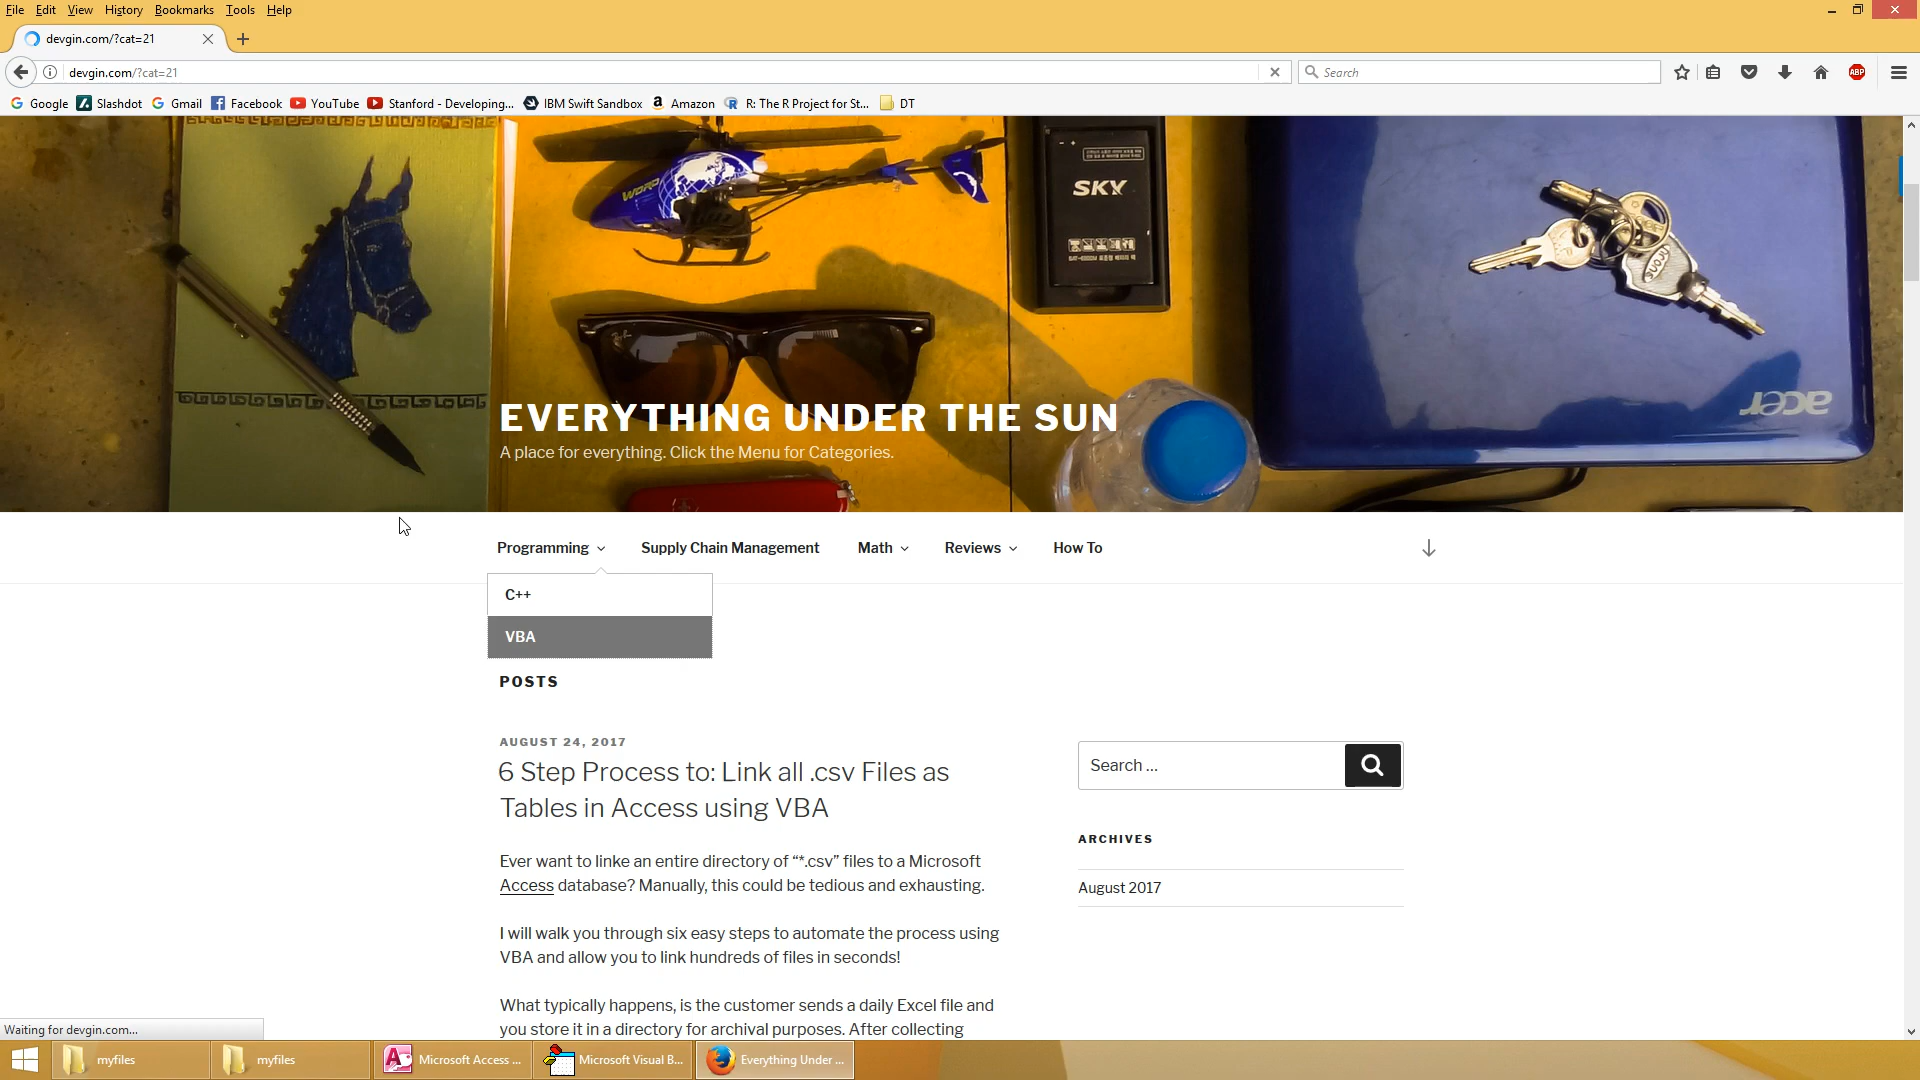 File Edit View History Bookmarks Tools Help
devgin.com/?cat=21
devgin.com/?cat=21
Search
Google Slashdot Gmail Facebook YouTube Stanford - Developing... IBM Swift Sandbox Amazon R: The R Project for St... DT
ABP
WORD
SKY
Ray-Ban
acer
EVERYTHING UNDER THE SUN
A place for everything. Click the Menu for Categories.
Programming Supply Chain Management Math Reviews How To
C++
VBA
POSTS
AUGUST 24, 2017
6 Step Process to: Link all .csv Files as
Tables in Access using VBA
Ever want to linke an entire directory of “*.csv” files to a Microsoft
Access database? Manually, this could be tedious and exhausting.
I will walk you through six easy steps to automate the process using
VBA and allow you to link hundreds of files in seconds!
What typically happens, is the customer sends a daily Excel file and
you store it in a directory for archival purposes. After collecting
Search ...
ARCHIVES
August 2017
Waiting for devgin.com...
myfiles myfiles Microsoft Access ... Microsoft Visual B... Everything Under ...